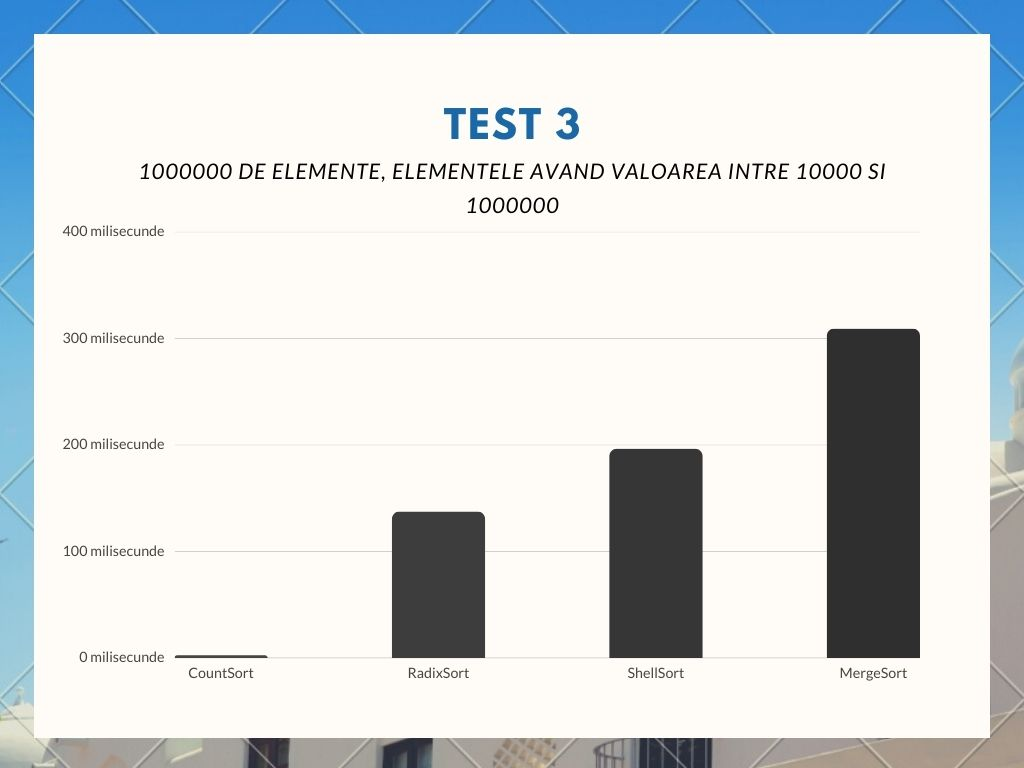 TEST 3
1000000 DE ELEMENTE, ELEMENTELE AVAND VALOAREA INTRE 10000 SI
1000000
400 milisecunde
300 milisecunde
200 milisecunde
100 milisecunde
0 milisecunde
CountSort RadixSort ShellSort MergeSort